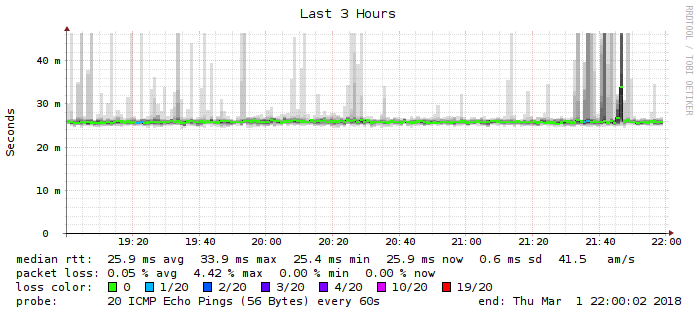 Last 3 Hours
RRDTOOL / TOBI OETIKER
Seconds
40 m
30 m
20 m
10 m
0
19:20 19:40 20:00 20:20 20:40 21:00 21:20 21:40 22:00
median rtt: 25.9 ms avg 33.9 ms max 25.4 ms min 25.9 ms now 0.6 ms sd 41.5 am/s
packet loss: 0.05 % avg 4.42 % max 0.00 % min 0.00 % now
loss color: 0 1/20 2/20 3/20 4/20 10/20 19/20
probe: 20 ICMP Echo Pings (56 Bytes) every 60s end: Thu Mar 1 22:00:02 2018